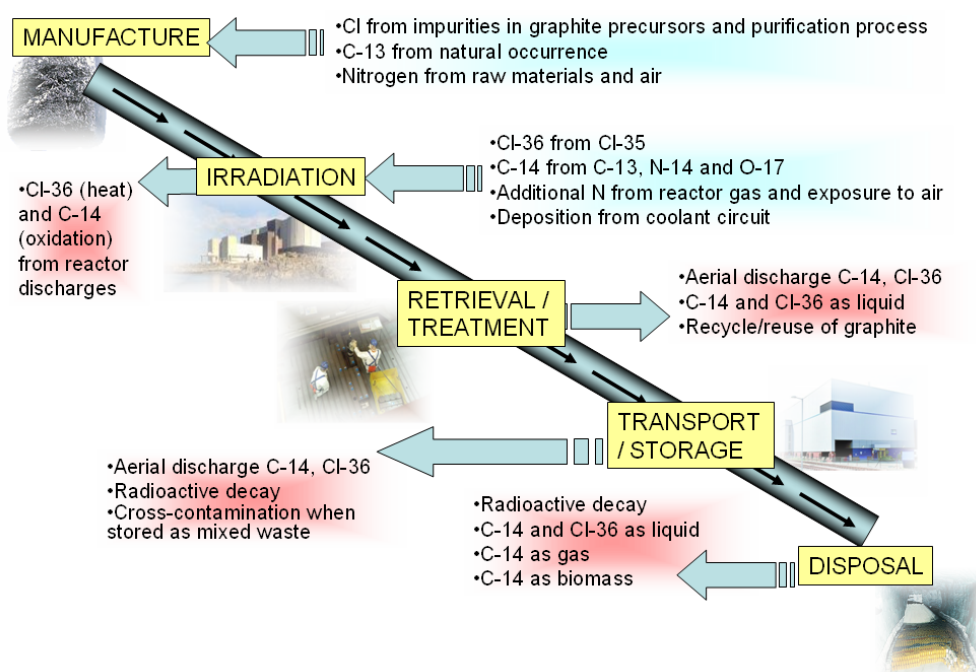 MANUFACTURE
•Cl from impurities in graphite precursors and purification process
•C-13 from natural occurrence
•Nitrogen from raw materials and air
IRRADIATION
•Cl-36 from Cl-35
•C-14 from C-13, N-14 and O-17
•Additional N from reactor gas and exposure to air
•Deposition from coolant circuit
•Cl-36 (heat)
and C-14
(oxidation)
from reactor
discharges
RETRIEVAL /
TREATMENT
•Aerial discharge C-14, Cl-36
•C-14 and Cl-36 as liquid
•Recycle/reuse of graphite
TRANSPORT
/ STORAGE
•Aerial discharge C-14, Cl-36
•Radioactive decay
•Cross-contamination when
stored as mixed waste
•Radioactive decay
•C-14 and Cl-36 as liquid
•C-14 as gas
•C-14 as biomass
DISPOSAL